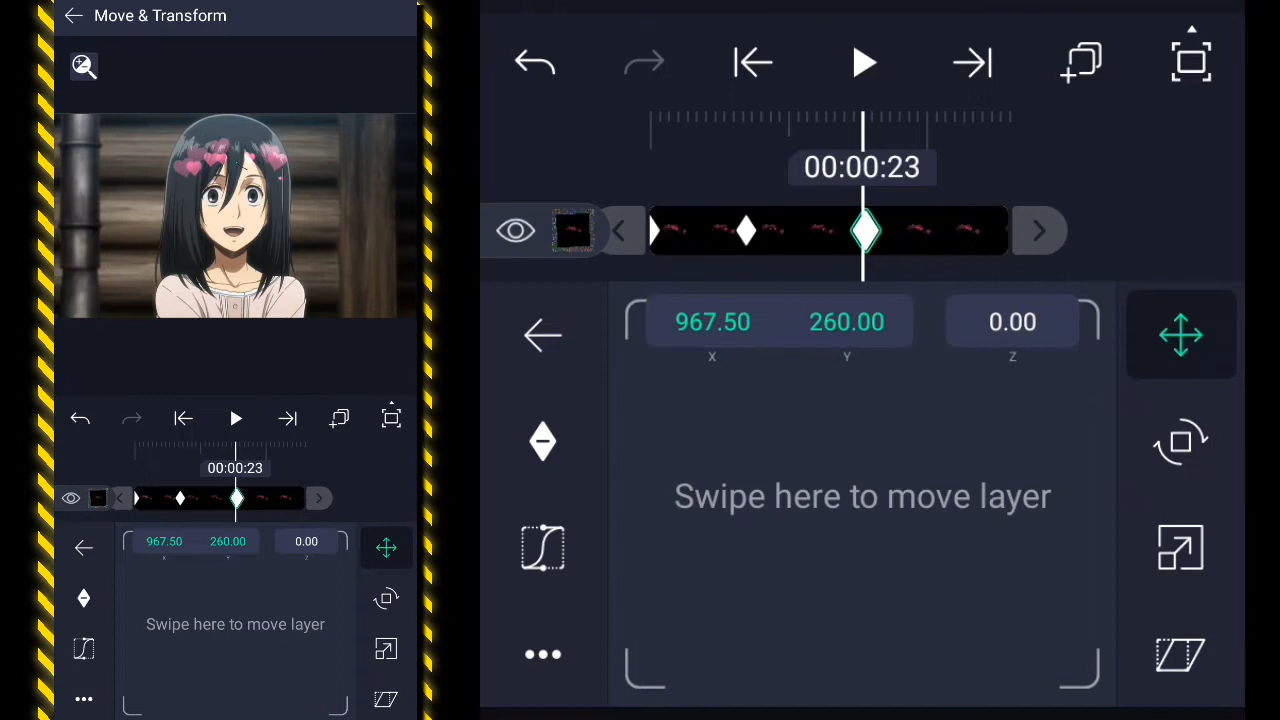 Move & Transform
00:00:23
967.50 260.00 0.00
X Y Z
Swipe here to move layer
00:00:23
967.50 260.00 0.00
X Y Z
Swipe here to move layer